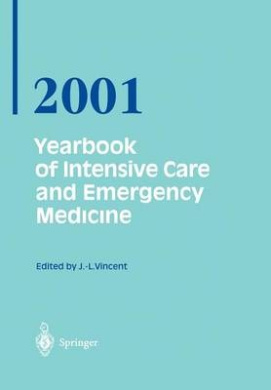 2001
Yearbook
of Intensive Care
and Emergency
Medicine
Edited by J.-L.Vincent
Springer